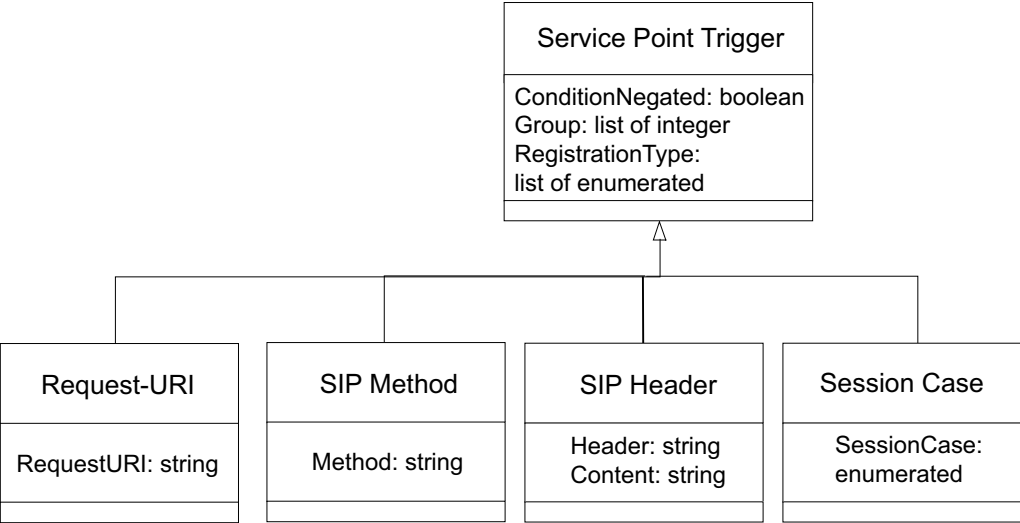 Service Point Trigger
ConditionNegated: boolean
Group: list of integer
RegistrationType:
list of enumerated
Request-URI
RequestURI: string
SIP Method
Method: string
SIP Header
Header: string
Content: string
Session Case
SessionCase:
enumerated